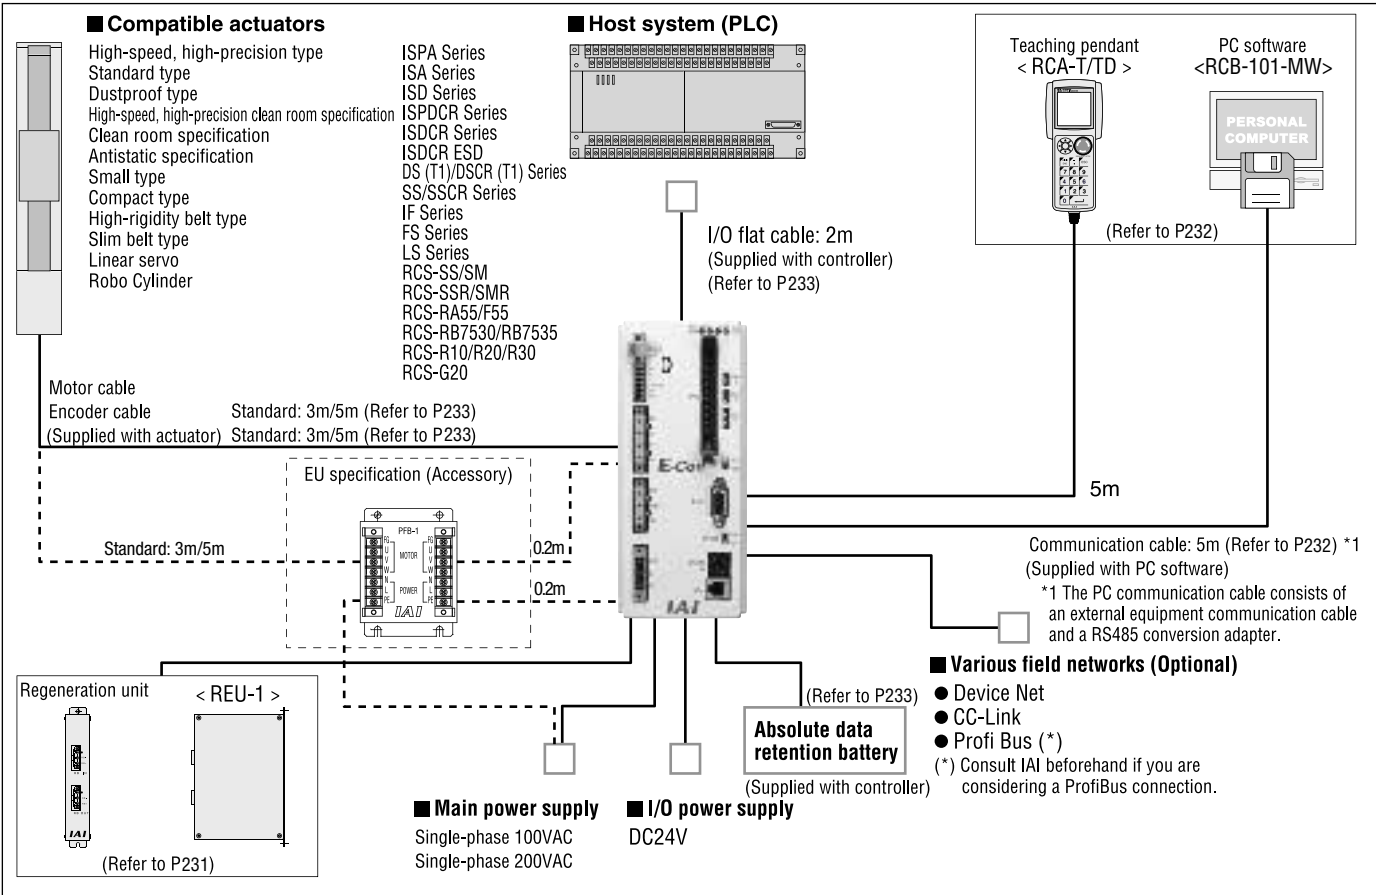 ■ Compatible actuators
High-speed, high-precision type
Standard type
Dustproof type
High-speed, high-precision clean room specification
Clean room specification
Antistatic specification
Small type
Compact type
High-rigidity belt type
Slim belt type
Linear servo
Robo Cylinder
ISPA Series
ISA Series
ISD Series
ISPDCR Series
ISDCR Series
ISDCR ESD
DS (T1)/DSCR (T1) Series
SS/SSCR Series
IF Series
FS Series
LS Series
RCS-SS/SM
RCS-SSR/SMR
RCS-RA55/F55
RCS-RB7530/RB7535
RCS-R10/R20/R30
RCS-G20
■ Host system (PLC)
I/O flat cable: 2m
(Supplied with controller)
(Refer to P233)
Teaching pendant
< RCA-T/TD >
PC software
<RCB-101-MW>
PERSONAL
COMPUTER
(Refer to P232)
Motor cable
Encoder cable Standard: 3m/5m (Refer to P233)
(Supplied with actuator) Standard: 3m/5m (Refer to P233)
EU specification (Accessory)
PFB-1
FG FG
U U
V MOTOR V
W W
N N
L POWER L
PE PE
IAI
Standard: 3m/5m
0.2m
0.2m
IAI
5m
Communication cable: 5m (Refer to P232) *1
(Supplied with PC software)
*1 The PC communication cable consists of
an external equipment communication cable
and a RS485 conversion adapter.
■ Various field networks (Optional)
● Device Net
● CC-Link
● Profi Bus (*)
(*) Consult IAI beforehand if you are
considering a ProfiBus connection.
Regeneration unit
< REU-1 >
IAI
(Refer to P231)
■ Main power supply
Single-phase 100VAC
Single-phase 200VAC
■ I/O power supply
DC24V
(Refer to P233)
Absolute data
retention battery
(Supplied with controller)